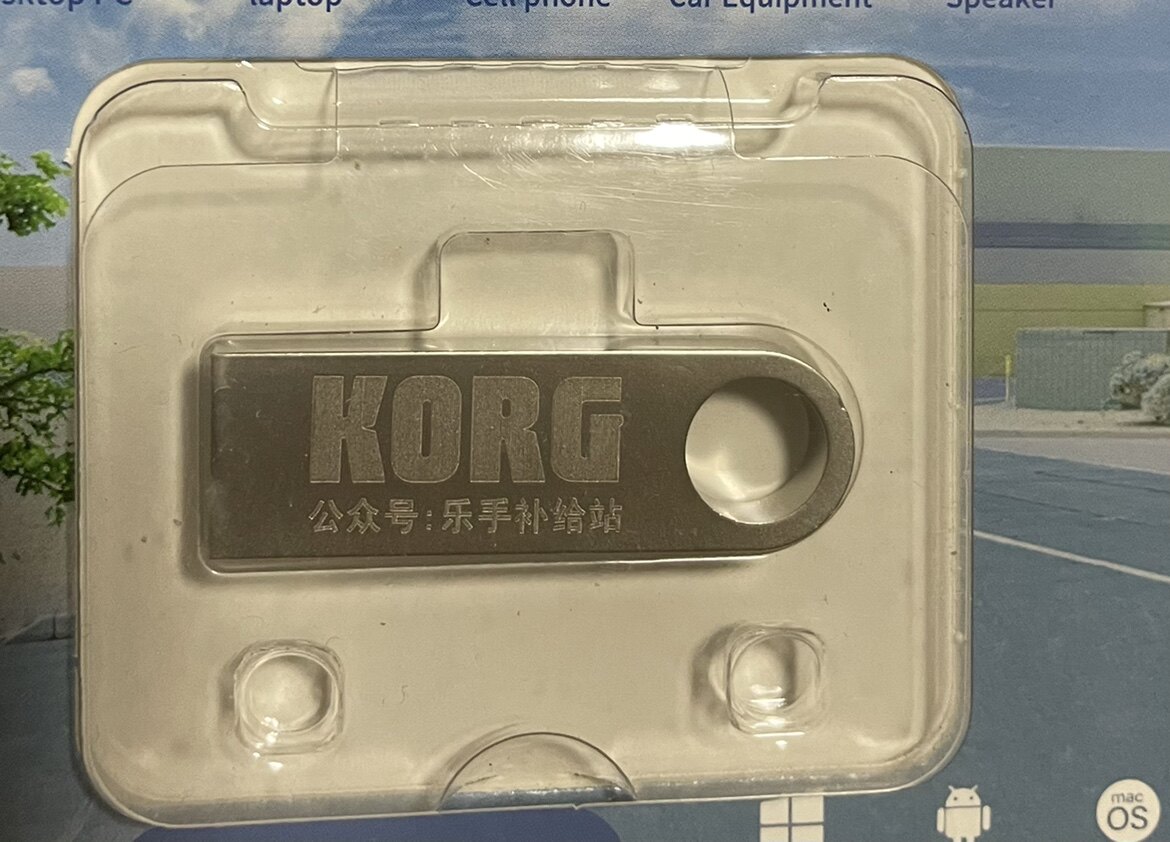 laptop
Cell phone
Car Equipment
Speaker
KORG
公众号:乐手补给站
mac
OS